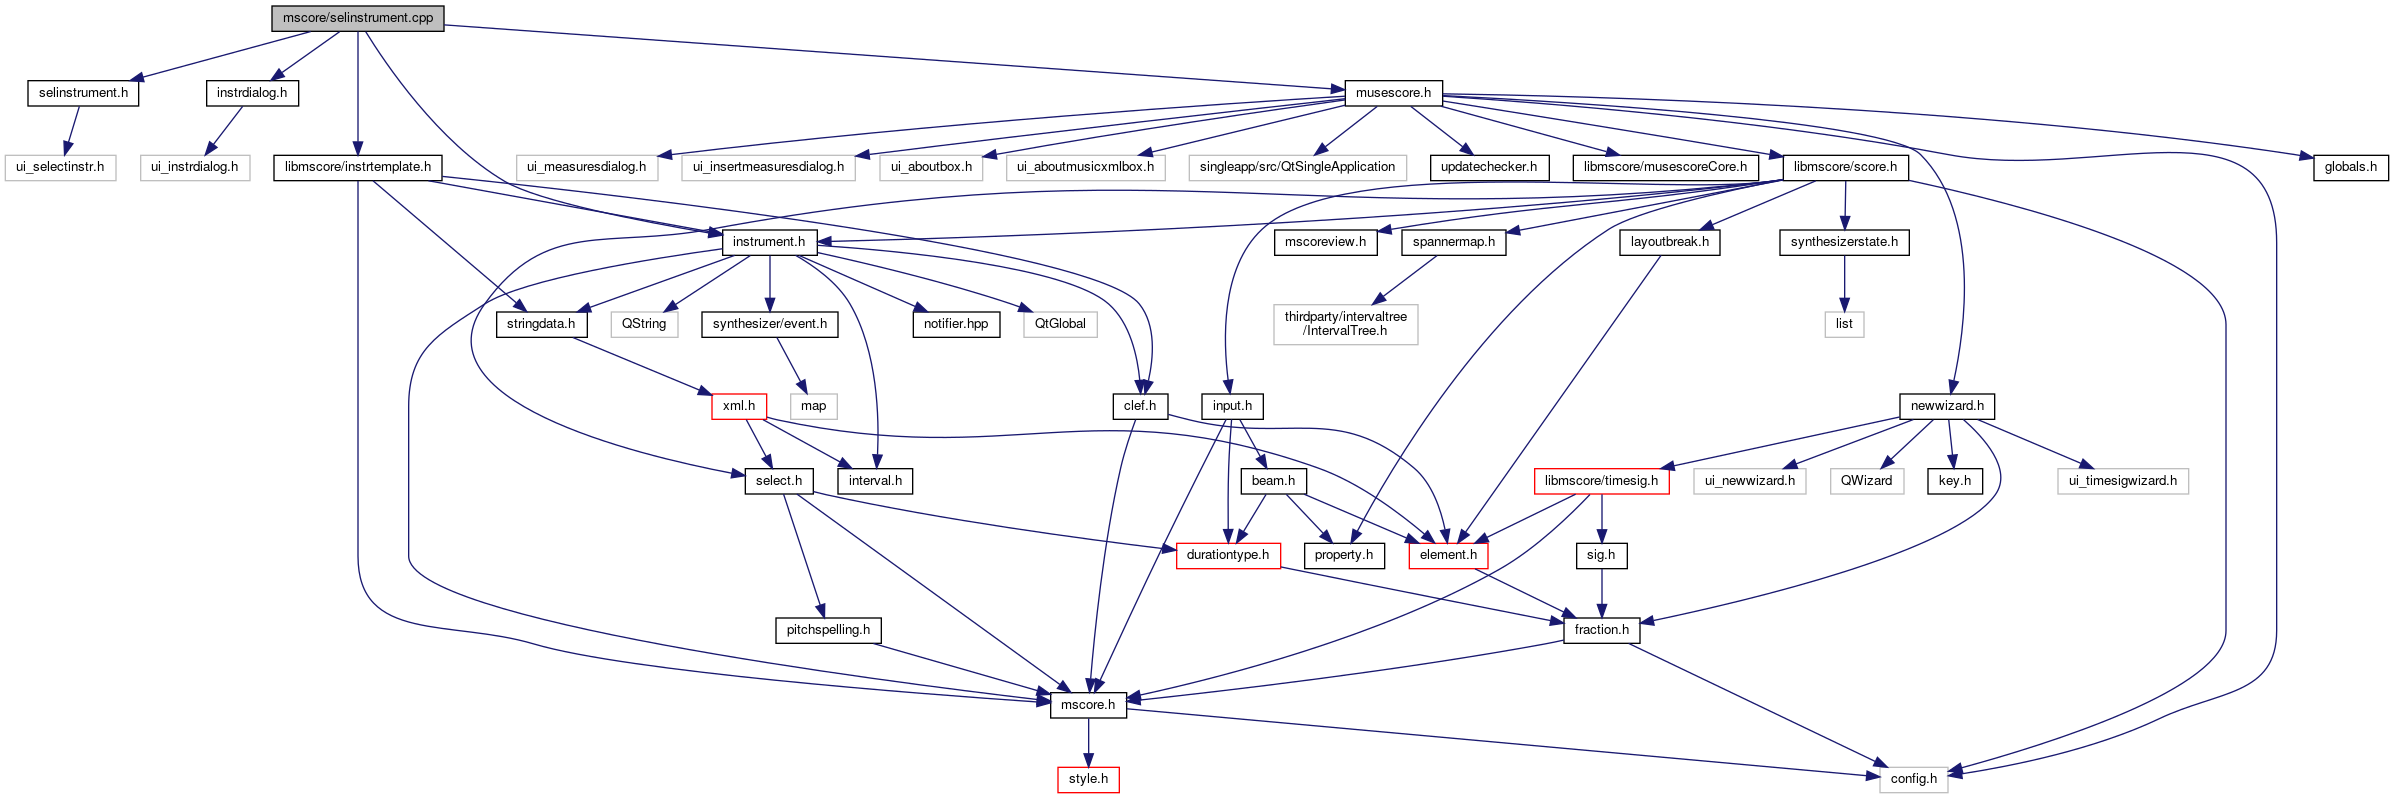 mscore/selinstrument.cpp
selinstrument.h
instrdialog.h
musescore.h
ui_selectinstr.h
ui_instrdialog.h
libmscore/instrtemplate.h
ui_measuresdialog.h
ui_insertmeasuresdialog.h
ui_aboutbox.h
ui_aboutmusicxmlbox.h
singleapp/src/QtSingleApplication
updatechecker.h
libmscore/musescoreCore.h
libmscore/score.h
globals.h
instrument.h
mscoreview.h
spannermap.h
layoutbreak.h
synthesizerstate.h
stringdata.h
QString
synthesizer/event.h
notifier.hpp
QtGlobal
thirdparty/intervaltree
/IntervalTree.h
list
xml.h
map
clef.h
input.h
newwizard.h
select.h
interval.h
beam.h
libmscore/timesig.h
ui_newwizard.h
QWizard
key.h
ui_timesigwizard.h
durationtype.h
property.h
element.h
sig.h
pitchspelling.h
fraction.h
mscore.h
style.h
config.h